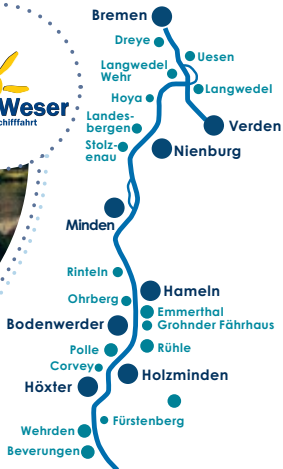 Bremen
Dreye
Uesen
Langwedel
Wehr
Langwedel
Hoya
Weser
Landes-
bergen
Verden
Stolz-
enau
Nienburg
Minden
Rinteln
Hameln
Ohrberg
Emmerthal
Bodenwerder
Grohnder Fährhaus
Polle
Rühle
Corvey
Holzminden
Höxter
Fürstenberg
Wehrden
Beverungen